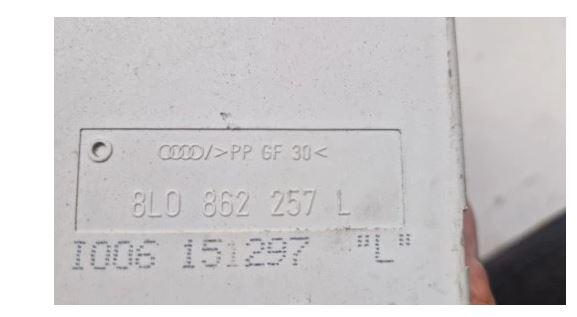 />PP GF 30<
8L0 862 257 L
I006 151297 "L"